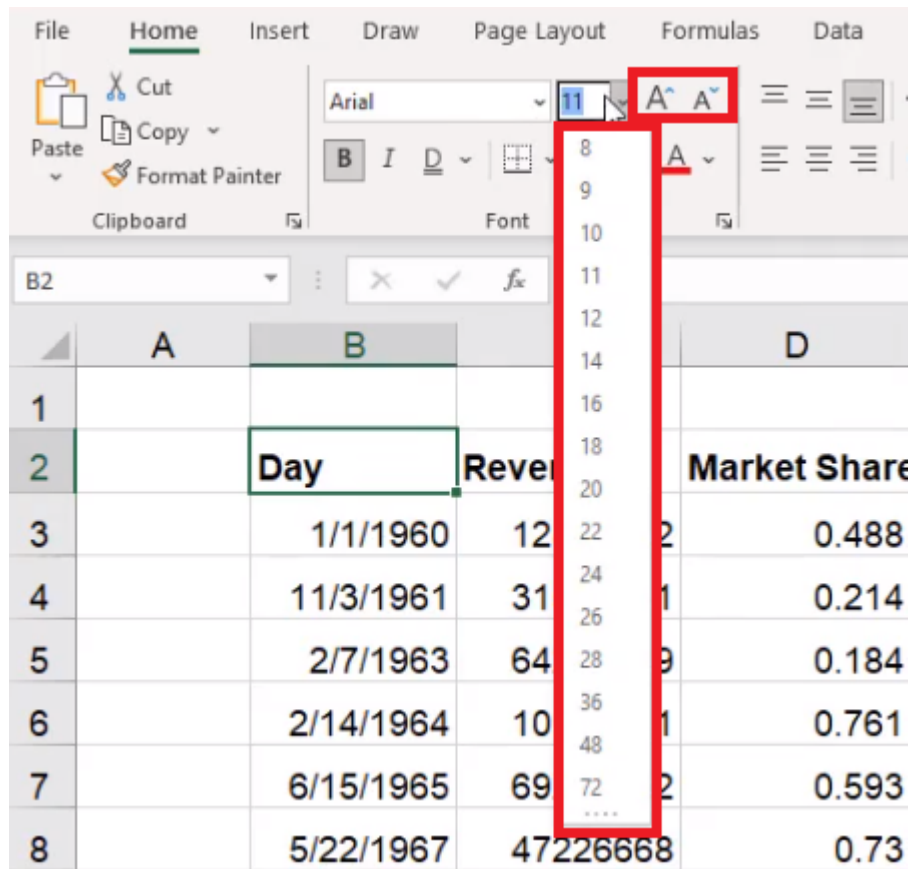 File Home Insert Draw Page Layout Formulas Data
Cut
Copy
Paste
Format Painter
Clipboard
Arial
11
A A
B I D
A
Font
8
9
10
11
12
14
16
18
20
22
24
26
28
36
48
72
B2
fx
A B D
1
2 Day Market Share
3 1/1/1960 0.488
4 11/3/1961 0.214
5 2/7/1963 0.184
6 2/14/1964 0.761
7 6/15/1965 0.593
8 5/22/1967 47226668 0.73